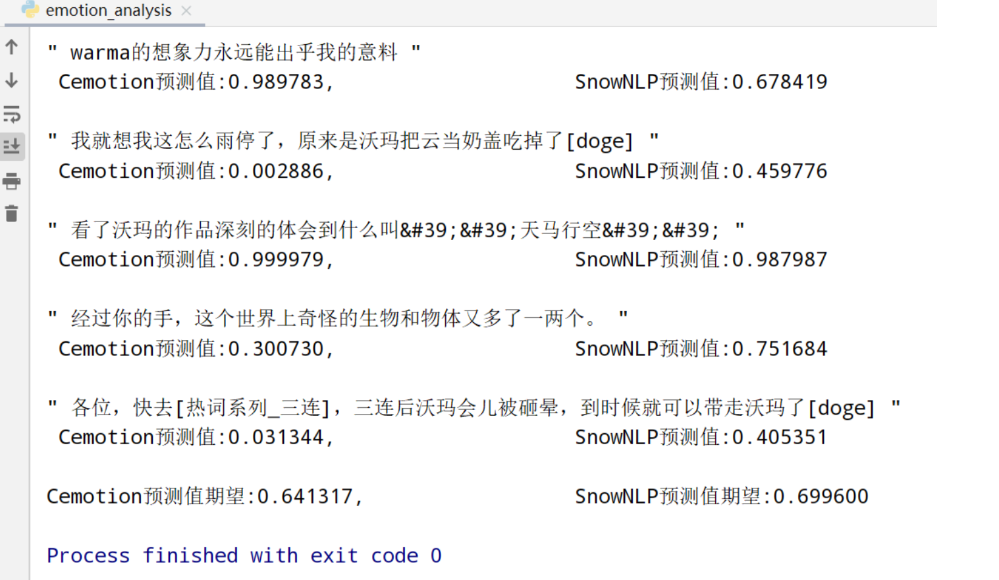 emotion_analysis
" warma的想象力永远能出乎我的意料 "
Cemotion预测值:0.989783, SnowNLP预测值:0.678419
" 我就想我这怎么雨停了，原来是沃玛把云当奶盖吃掉了[doge] "
Cemotion预测值:0.002886, SnowNLP预测值:0.459776
" 看了沃玛的作品深刻的体会到什么叫&#39;&#39;天马行空&#39;&#39; "
Cemotion预测值:0.999979, SnowNLP预测值:0.987987
" 经过你的手，这个世界上奇怪的生物和物体又多了一两个。 "
Cemotion预测值:0.300730, SnowNLP预测值:0.751684
" 各位，快去[热词系列_三连]，三连后沃玛会儿被砸晕，到时候就可以带走沃玛了[doge] "
Cemotion预测值:0.031344, SnowNLP预测值:0.405351
Cemotion预测值期望:0.641317, SnowNLP预测值期望:0.699600
Process finished with exit code 0